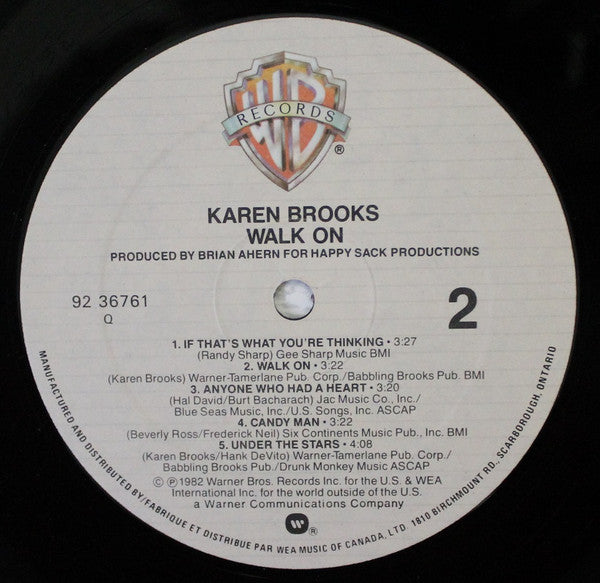 WB
RECORDS
®
KAREN BROOKS
WALK ON
PRODUCED BY BRIAN AHERN FOR HAPPY SACK PRODUCTIONS
92 36761
Q
2
1. IF THAT'S WHAT YOU'RE THINKING • 3:27
(Randy Sharp) Gee Sharp Music BMI
2. WALK ON • 3:22
(Karen Brooks) Warner-Tamerlane Pub. Corp./Babbling Brooks Pub. BMI
3. ANYONE WHO HAD A HEART • 3:20
(Hal David/Burt Bacharach) Jac Music Co., Inc./
Blue Seas Music, Inc./U.S. Songs, Inc. ASCAP
4. CANDY MAN • 3:22
(Beverly Ross/Frederick Neil) Six Continents Music Pub., Inc. BMI
5. UNDER THE STARS • 4:08
(Karen Brooks/Hank DeVito) Warner-Tamerlane Pub. Corp./
Babbling Brooks Pub./Drunk Monkey Music ASCAP
© ℗ 1982 Warner Bros. Records Inc. for the U.S. & WEA
International Inc. for the world outside of the U.S.
a Warner Communications Company
®
MANUFACTURED AND DISTRIBUTED BY/FABRIQUE ET DISTRIBUE PAR WEA MUSIC OF CANADA, LTD. 1810 BIRCHMOUNT RD., SCARBOROUGH, ONTARIO